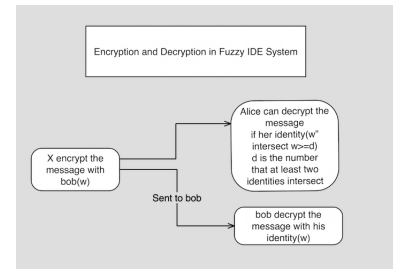 Encryption and Decryption in Fuzzy IDE System
Alice can decrypt the
message
if her identity(w"
intersect w>=d)
d is the number
that at least two
identities intersect
X encrypt the
message with
bob(w)
Sent to bob
bob decrypt the
message with his
identity(w)